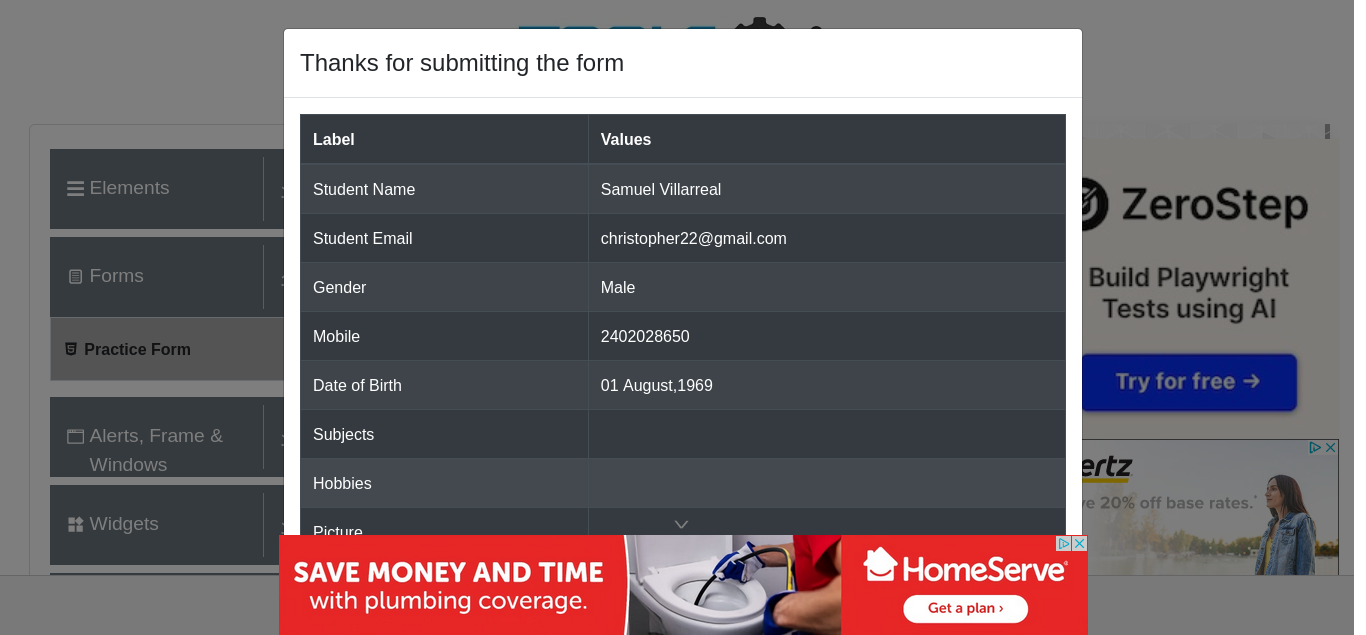 Thanks for submitting the form
Label Values
Student Name Samuel Villarreal
Student Email christopher22@gmail.com
Gender Male
Mobile 2402028650
Date of Birth 01 August,1969
Subjects
Hobbies
Picture
Elements
Forms
Practice Form
Alerts, Frame &
Windows
Widgets
ZeroStep
Build Playwright
Tests using AI
Try for free →
20% off base rates.*
SAVE MONEY AND TIME
with plumbing coverage.
HomeServe®
Get a plan ›